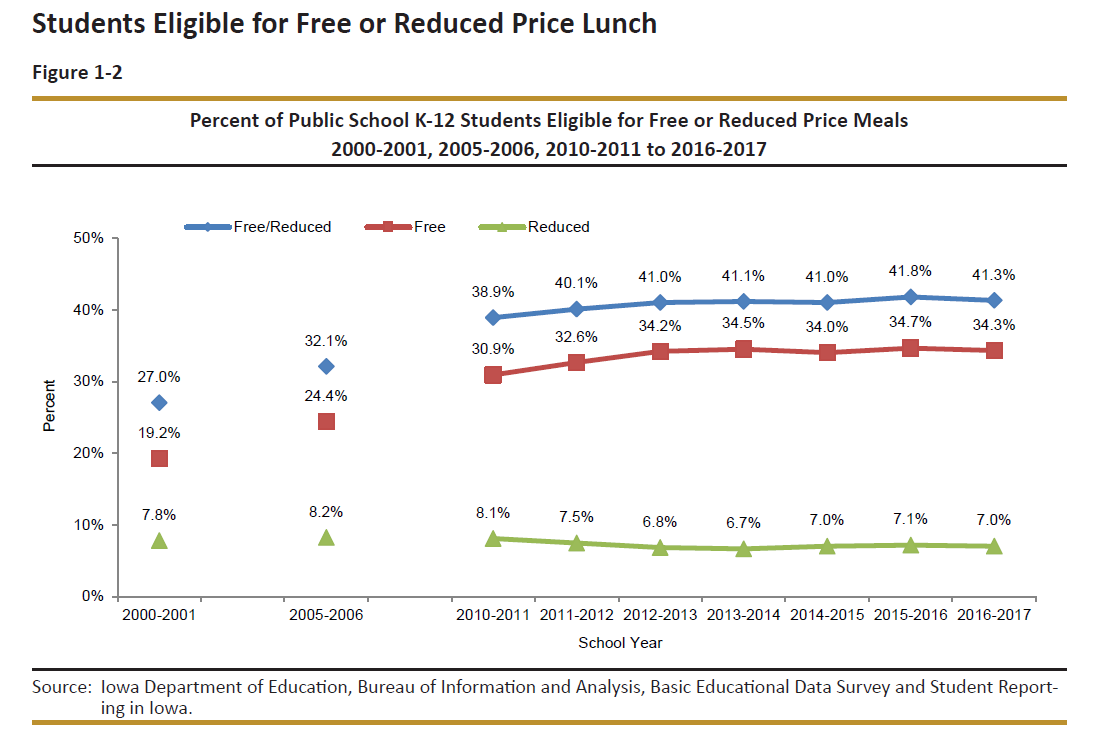 Students Eligible for Free or Reduced Price Lunch
Figure 1-2
Percent of Public School K-12 Students Eligible for Free or Reduced Price Meals
2000-2001, 2005-2006, 2010-2011 to 2016-2017
Free/Reduced Free Reduced
50%
41.8%
41.0% 41.1% 41.0% 41.3%
40.1%
38.9%
40%
34.2% 34.5% 34.0% 34.7% 34.3%
32.1% 32.6%
30.9%
30%
27.0%
24.4%
19.2%
20%
7.8% 8.2% 8.1% 7.5% 6.8% 6.7% 7.0% 7.1% 7.0%
10%
0%
Percent
2000-2001 2005-2006 2010-2011 2011-2012 2012-2013 2013-2014 2014-2015 2015-2016 2016-2017
School Year
Source: Iowa Department of Education, Bureau of Information and Analysis, Basic Educational Data Survey and Student Report-
ing in Iowa.